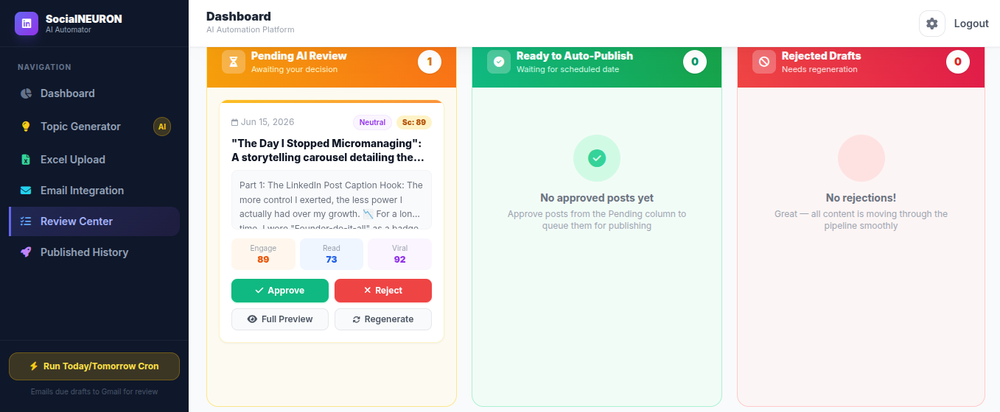 SocialNEURON
AI Automator
NAVIGATION
Dashboard
Topic Generator AI
Excel Upload
Email Integration
Review Center
Published History
Run Today/Tomorrow Cron
Emails due drafts to Gmail for review
Dashboard
AI Automation Platform
Logout
Pending AI Review
Awaiting your decision
1
Jun 15, 2026 Neutral Sc: 89
"The Day I Stopped Micromanaging":
A storytelling carousel detailing the...
Part 1: The LinkedIn Post Caption Hook: The
more control I exerted, the less power I
actually had over my growth. 📉 For a lon...
time, I wore "Founder-do-it-all" as a badge
Engage Read Viral
89 73 92
Approve Reject
Full Preview Regenerate
Ready to Auto-Publish
Waiting for scheduled date
0
No approved posts yet
Approve posts from the Pending column to
queue them for publishing
Rejected Drafts
Needs regeneration
0
No rejections!
Great — all content is moving through the
pipeline smoothly